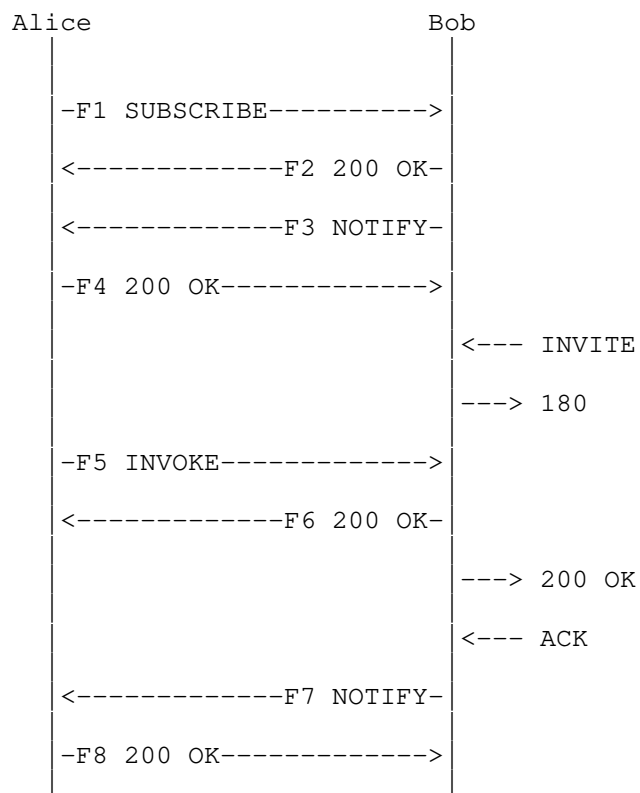 Alice Bob
-F1 SUBSCRIBE---------->
<-------------F2 200 OK-
<-------------F3 NOTIFY-
-F4 200 OK------------->
<--- INVITE
---> 180
-F5 INVOKE------------->
<-------------F6 200 OK-
---> 200 OK
<--- ACK
<-------------F7 NOTIFY-
-F8 200 OK------------->